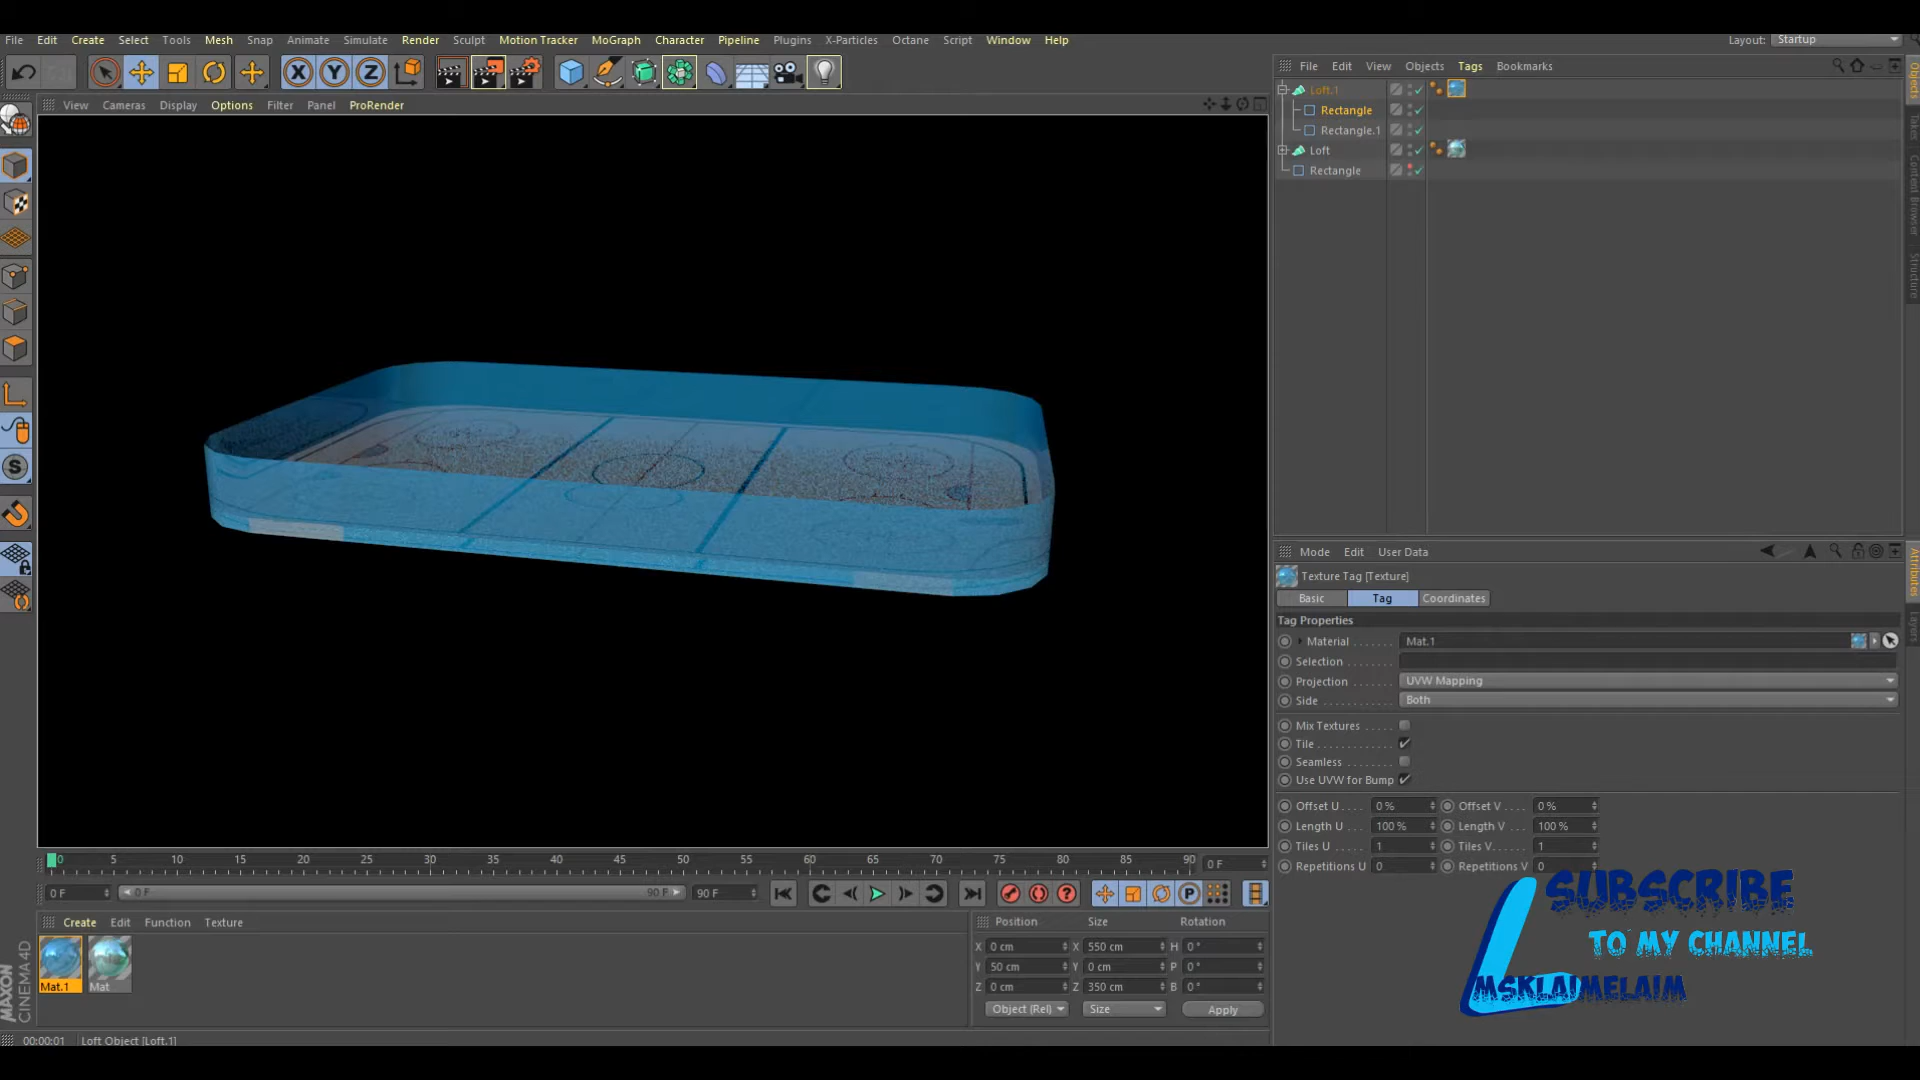 File Edit Create Select Tools Mesh Snap Animate Simulate Render Sculpt Motion Tracker MoGraph Character Pipeline Plugins X-Particles Octane Script Window Help Layout: Startup
File Edit View Objects Tags Bookmarks
View Cameras Display Options Filter Panel ProRender
Loft.1
Rectangle
Rectangle.1
Loft
Rectangle
Objects
Takes
Content Browser
Structure
Mode Edit User Data
Texture Tag [Texture]
Basic Tag Coordinates
Tag Properties
Material Mat.1
Selection
Projection UVW Mapping
Side Both
Mix Textures
Tile
Seamless
Use UVW for Bump
Offset U 0 % Offset V 0 %
Length U 100 % Length V 100 %
Tiles U 1 Tiles V 1
Repetitions U 0 Repetitions V 0
Attributes
Layers
0 5 10 15 20 25 30 35 40 45 50 55 60 65 70 75 80 85 90 0 F
0 F 0 F 90 F 90 F
Create Edit Function Texture
Mat.1 Mat
Position Size Rotation
X 0 cm X 550 cm H 0 °
Y 50 cm Y 0 cm P 0 °
Z 0 cm Z 350 cm B 0 °
Object (Rel) Size Apply
MAXON
CINEMA 4D
00:00:01 Loft Object [Loft.1]
SUBSCRIBE
TO MY CHANNEL
MSKLAIMELAIM